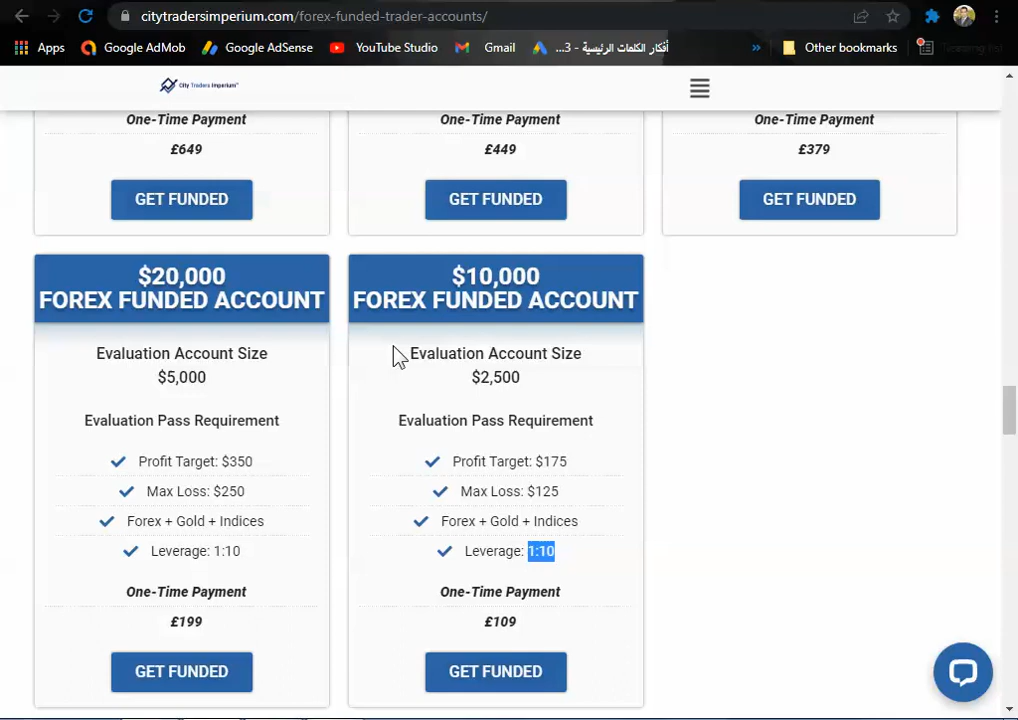 citytradersimperium.com/forex-funded-trader-accounts/
Apps Google AdMob Google AdSense YouTube Studio Gmail أفكار الكلمات الرئيسية - 3... » Other bookmarks Reading list
City Traders Imperium™
One-Time Payment One-Time Payment One-Time Payment
£649 £449 £379
GET FUNDED GET FUNDED GET FUNDED
$20,000
FOREX FUNDED ACCOUNT
Evaluation Account Size
$5,000
Evaluation Pass Requirement
Profit Target: $350
Max Loss: $250
Forex + Gold + Indices
Leverage: 1:10
One-Time Payment
£199
GET FUNDED
$10,000
FOREX FUNDED ACCOUNT
Evaluation Account Size
$2,500
Evaluation Pass Requirement
Profit Target: $175
Max Loss: $125
Forex + Gold + Indices
Leverage: 1:10
One-Time Payment
£109
GET FUNDED